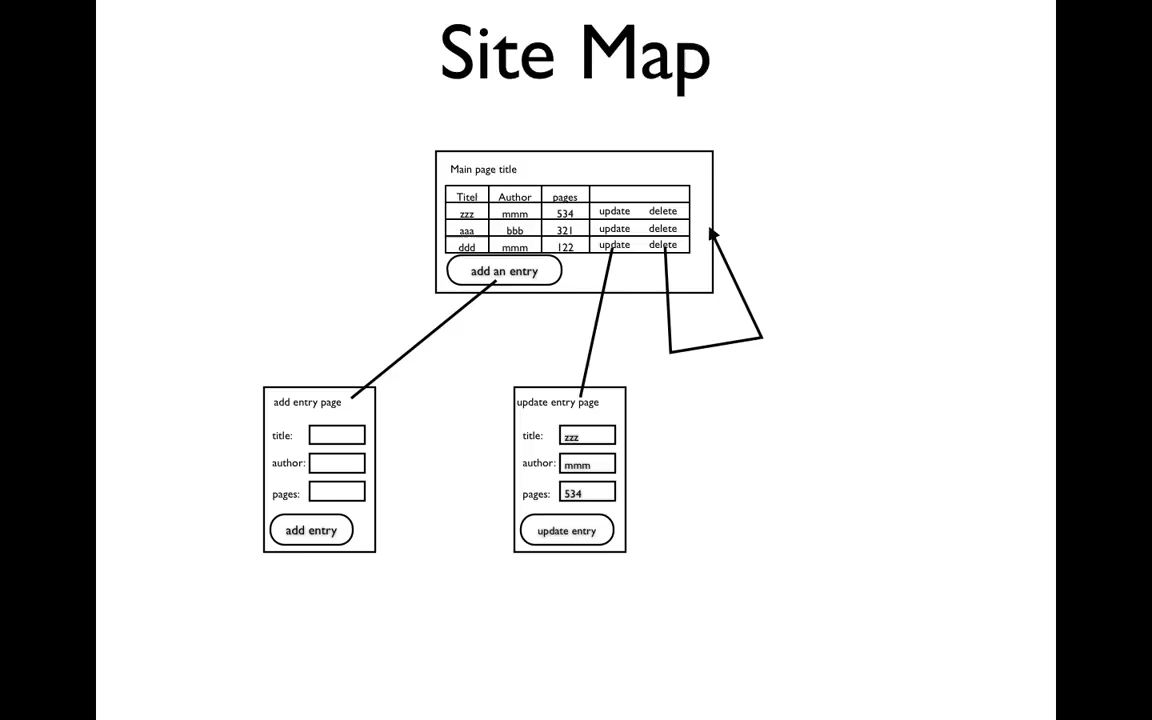 Site Map
Main page title
Titel Author pages
zzz mmm 534 update delete
aaa bbb 321 update delete
ddd mmm 122 update delete
add an entry
add entry page
title:
author:
pages:
add entry
update entry page
title: zzz
author: mmm
pages: 534
update entry